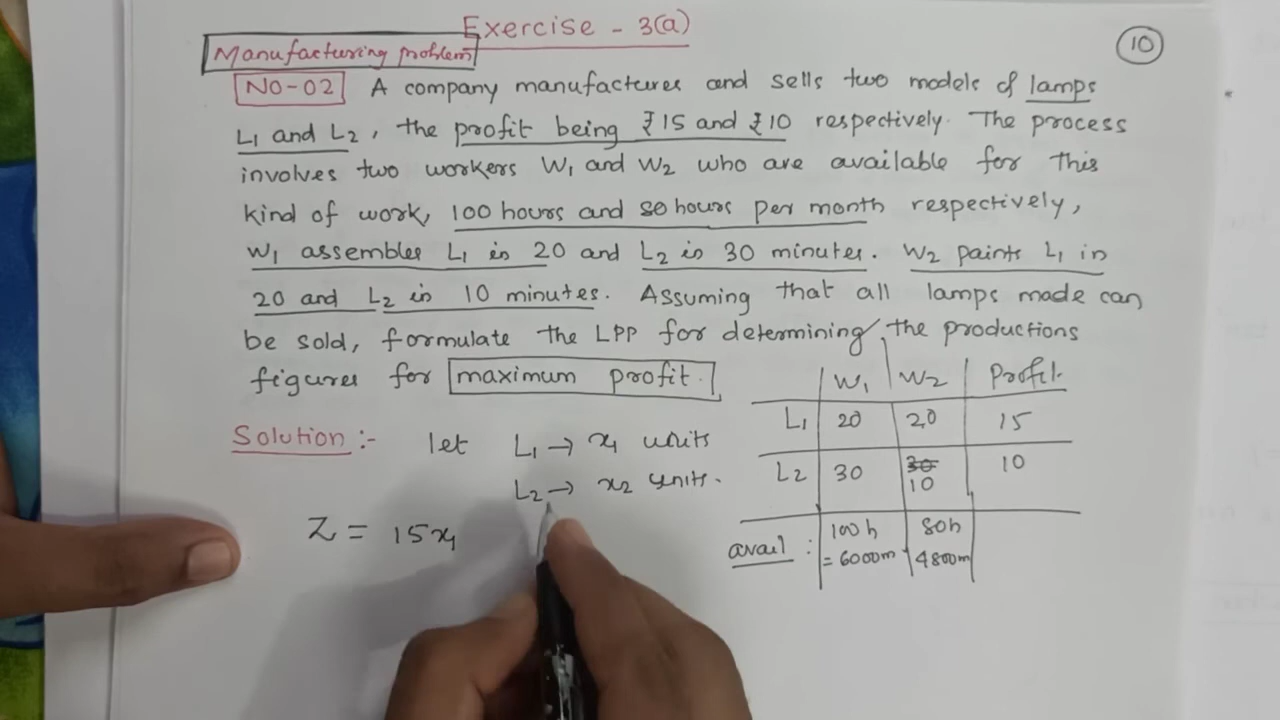 Exercise - 3(a)
Manufacturing problem
10
NO-02 A company manufactures and sells two models of lamps
L₁ and L₂, the profit being ₹15 and ₹10 respectively. The process
involves two workers W₁ and W₂ who are available for this
kind of work, 100 hours and 80 hours per month respectively,
W₁ assembles L₁ in 20 and L₂ in 30 minutes. W₂ paints L₁ in
20 and L₂ in 10 minutes. Assuming that all lamps made can
be sold, formulate the LPP for determining the productions
figures for maximum profit.
W₁ W₂ Profit
L₁ 20 20 15
L₂ 30 30 10
10
avail : 100h 80h
= 6000m 4800m
Solution :- let L₁ → x₁ units
L₂ → x₂ units.
Z = 15x₁